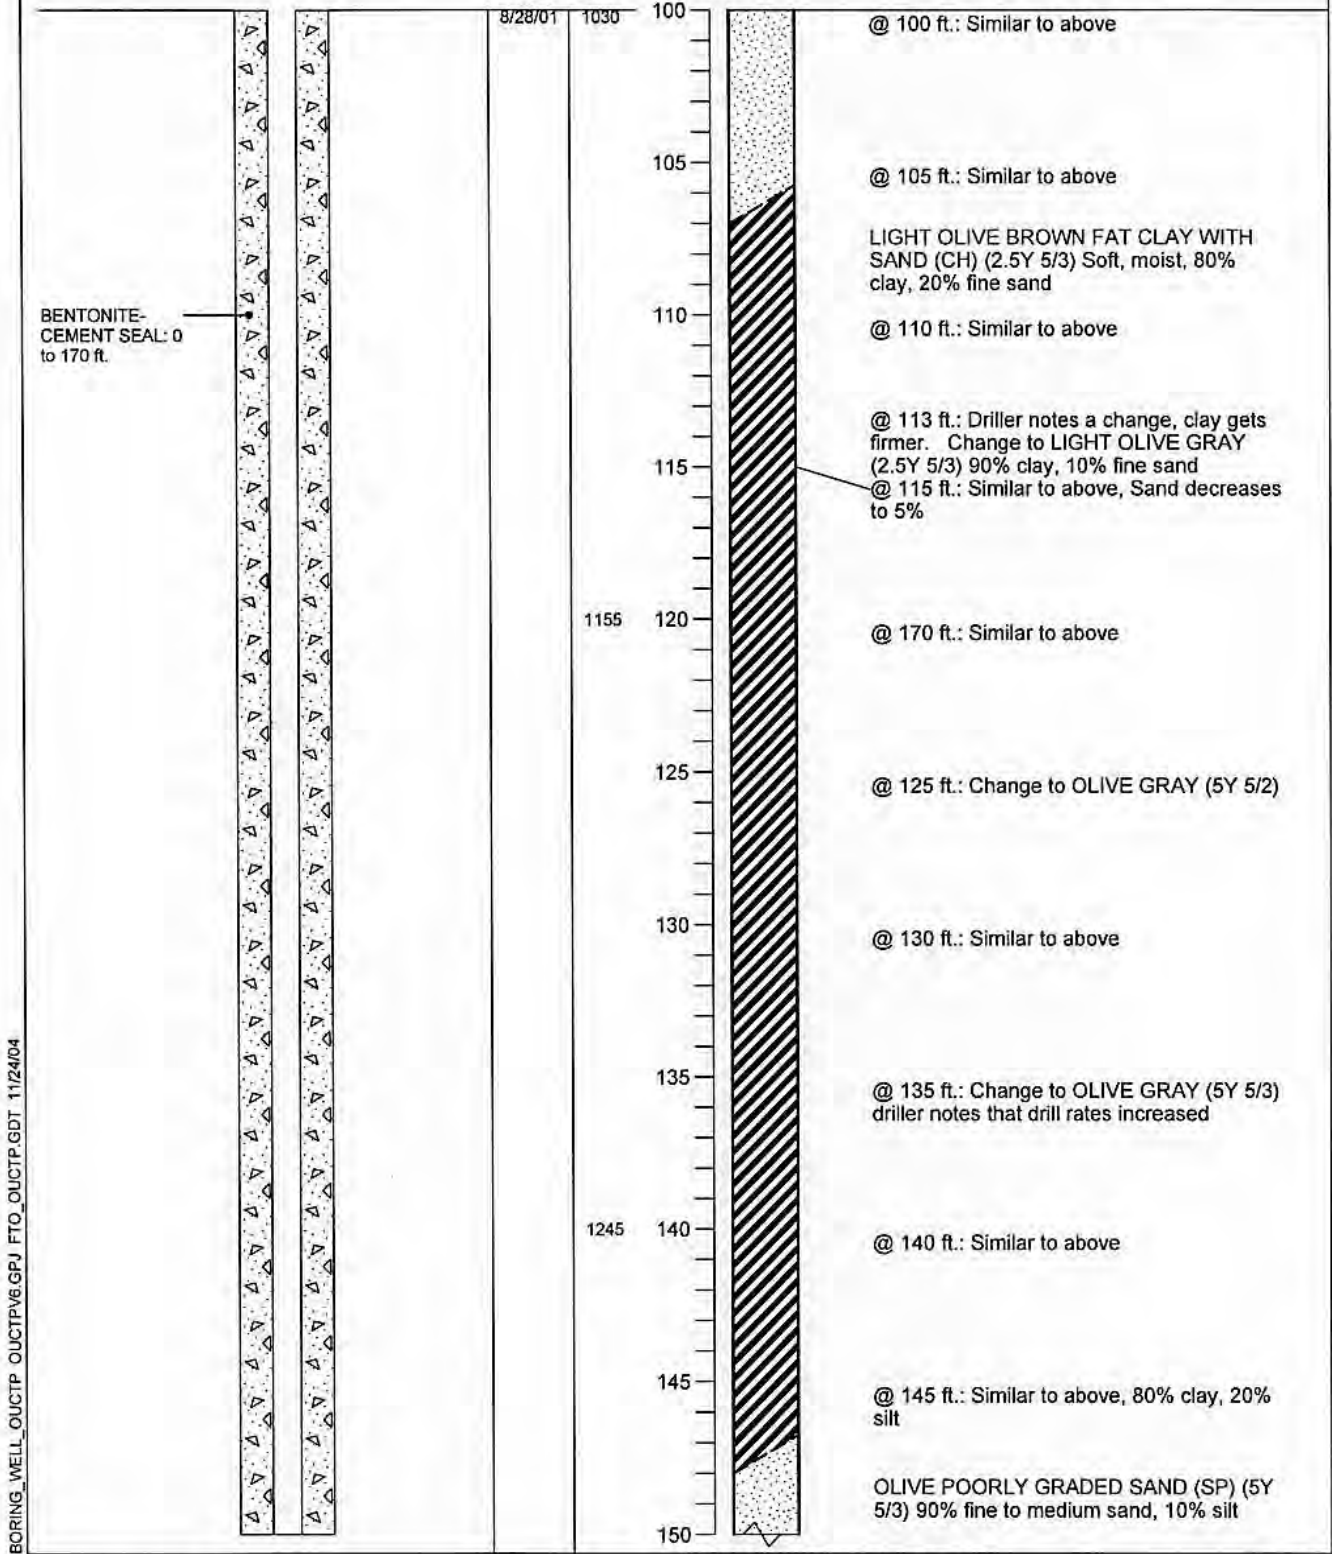 8/28/01 1030 100 @ 100 ft.: Similar to above
105 @ 105 ft.: Similar to above
LIGHT OLIVE BROWN FAT CLAY WITH
SAND (CH) (2.5Y 5/3) Soft, moist, 80%
clay, 20% fine sand
BENTONITE-
CEMENT SEAL: 0
to 170 ft.
110 @ 110 ft.: Similar to above
@ 113 ft.: Driller notes a change, clay gets
firmer. Change to LIGHT OLIVE GRAY
115 (2.5Y 5/3) 90% clay, 10% fine sand
@ 115 ft.: Similar to above, Sand decreases
to 5%
1155 120 @ 170 ft.: Similar to above
125 @ 125 ft.: Change to OLIVE GRAY (5Y 5/2)
130 @ 130 ft.: Similar to above
135 @ 135 ft.: Change to OLIVE GRAY (5Y 5/3)
driller notes that drill rates increased
1245 140 @ 140 ft.: Similar to above
145 @ 145 ft.: Similar to above, 80% clay, 20%
silt
OLIVE POORLY GRADED SAND (SP) (5Y
5/3) 90% fine to medium sand, 10% silt
150
BORING_WELL_OUCTP OUCTPV6.GPJ FTO_OUCTP.GDT 11/24/04